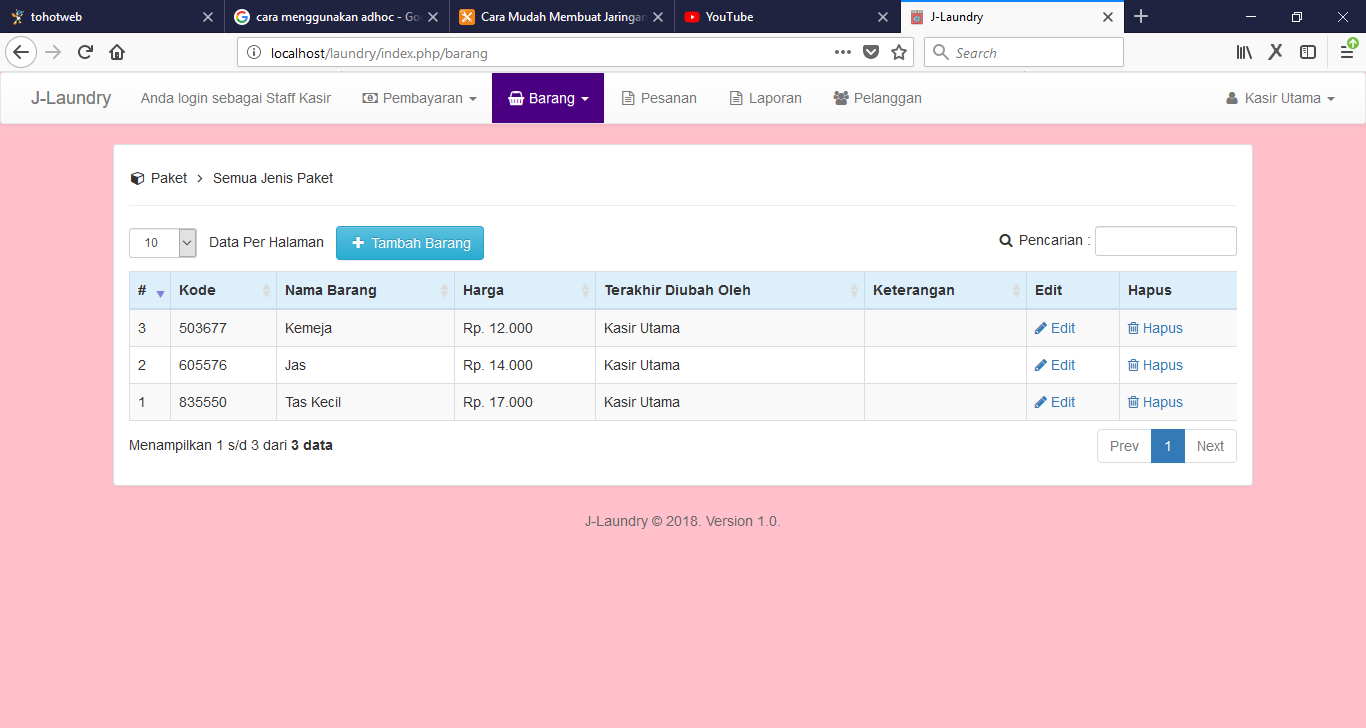 tohotweb
cara menggunakan adhoc - Go
Cara Mudah Membuat Jaringan
YouTube
J-Laundry
localhost/laundry/index.php/barang
Search
J-Laundry Anda login sebagai Staff Kasir Pembayaran Barang Pesanan Laporan Pelanggan Kasir Utama
Paket > Semua Jenis Paket
10 Data Per Halaman + Tambah Barang Pencarian :
# Kode Nama Barang Harga Terakhir Diubah Oleh Keterangan Edit Hapus
3 503677 Kemeja Rp. 12.000 Kasir Utama Edit Hapus
2 605576 Jas Rp. 14.000 Kasir Utama Edit Hapus
1 835550 Tas Kecil Rp. 17.000 Kasir Utama Edit Hapus
Menampilkan 1 s/d 3 dari 3 data Prev 1 Next
J-Laundry © 2018. Version 1.0.